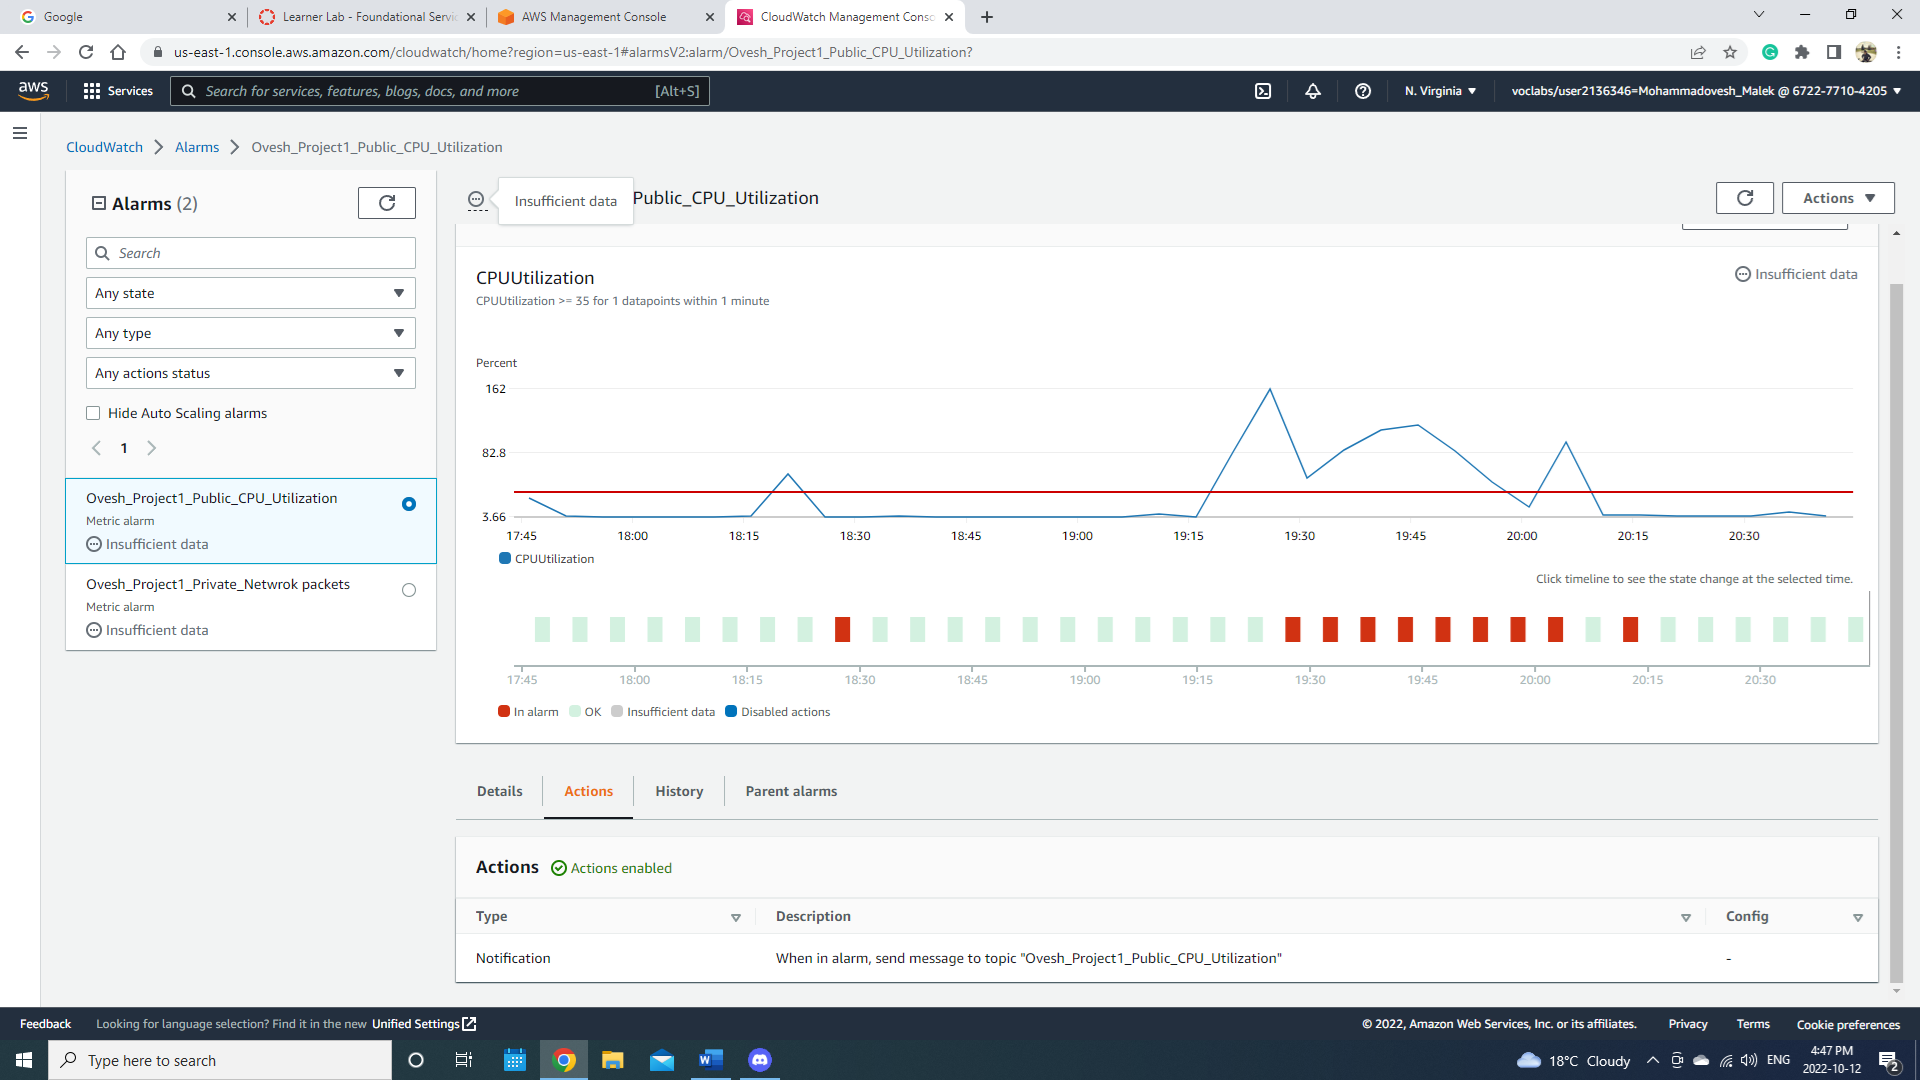 Google
Learner Lab - Foundational Servic
AWS Management Console
CloudWatch Management Conso
us-east-1.console.aws.amazon.com/cloudwatch/home?region=us-east-1#alarmsV2:alarm/Ovesh_Project1_Public_CPU_Utilization?
aws
Services
Search for services, features, blogs, docs, and more
[Alt+S]
N. Virginia
voclabs/user2136346=Mohammadovesh_Malek @ 6722-7710-4205
CloudWatch
Alarms
Ovesh_Project1_Public_CPU_Utilization
Alarms (2)
Search
Any state
Any type
Any actions status
Hide Auto Scaling alarms
1
Ovesh_Project1_Public_CPU_Utilization
Metric alarm
Insufficient data
Ovesh_Project1_Private_Netwrok packets
Metric alarm
Insufficient data
Insufficient data
Public_CPU_Utilization
Actions
CPUUtilization
Insufficient data
CPUUtilization >= 35 for 1 datapoints within 1 minute
Percent
162
82.8
3.66
17:45 18:00 18:15 18:30 18:45 19:00 19:15 19:30 19:45 20:00 20:15 20:30
CPUUtilization
Click timeline to see the state change at the selected time.
17:45 18:00 18:15 18:30 18:45 19:00 19:15 19:30 19:45 20:00 20:15 20:30
In alarm OK Insufficient data Disabled actions
Details Actions History Parent alarms
Actions Actions enabled
Type Description Config
Notification When in alarm, send message to topic "Ovesh_Project1_Public_CPU_Utilization" -
Feedback Looking for language selection? Find it in the new Unified Settings
© 2022, Amazon Web Services, Inc. or its affiliates. Privacy Terms Cookie preferences
Type here to search
W
18°C Cloudy
ENG
4:47 PM
2022-10-12
2